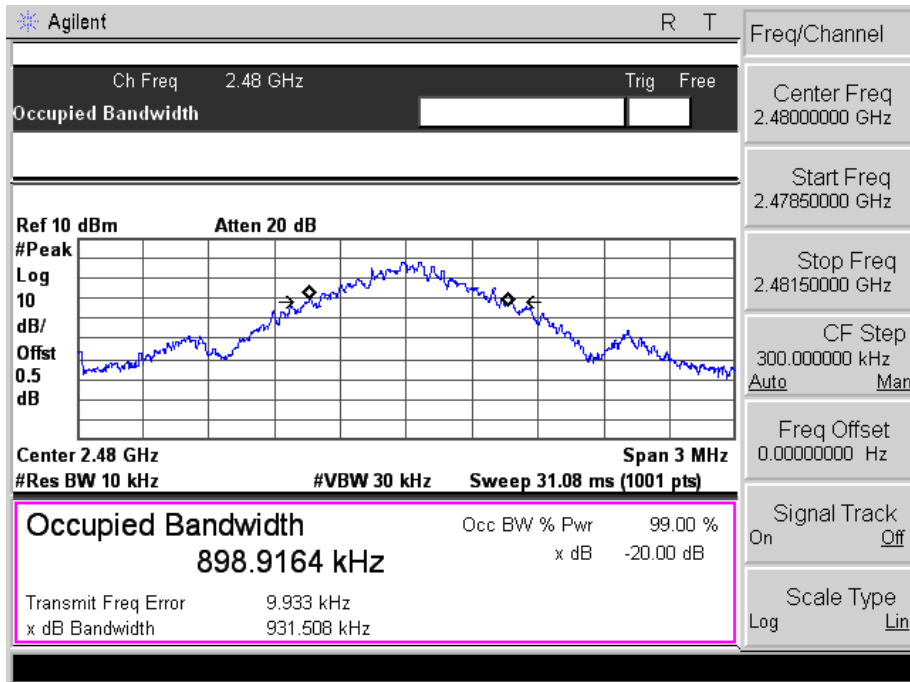 Agilent R T
Ch Freq 2.48 GHz Trig Free
Occupied Bandwidth
Ref 10 dBm Atten 20 dB
#Peak
Log
10
dB/
Offst
0.5
dB
Center 2.48 GHz Span 3 MHz
#Res BW 10 kHz #VBW 30 kHz Sweep 31.08 ms (1001 pts)
Occupied Bandwidth
898.9164 kHz
Occ BW % Pwr 99.00 %
x dB -20.00 dB
Transmit Freq Error 9.933 kHz
x dB Bandwidth 931.508 kHz
Freq/Channel
Center Freq
2.48000000 GHz
Start Freq
2.47850000 GHz
Stop Freq
2.48150000 GHz
CF Step
300.000000 kHz
Auto Man
Freq Offset
0.00000000 Hz
Signal Track
On Off
Scale Type
Log Lin